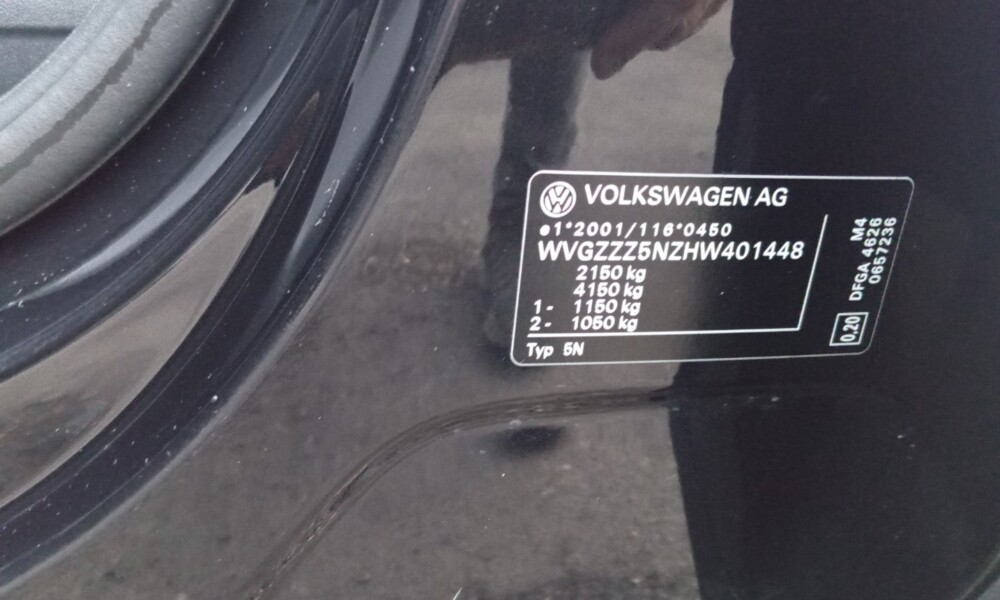 VOLKSWAGEN AG
e1*2001/116*0450
WVGZZZ5NZHW401448
2150 kg
4150 kg
1- 1150 kg
2- 1050 kg
Typ 5N
M4
DFGA 4626
0657236
0.20